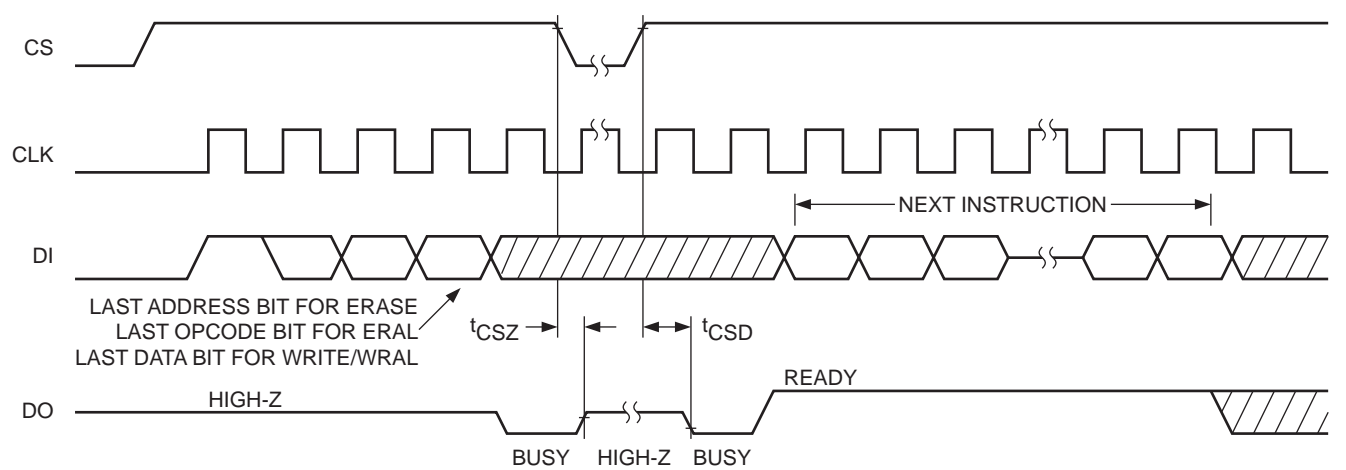 CS
CLK
NEXT INSTRUCTION
DI
LAST ADDRESS BIT FOR ERASE
LAST OPCODE BIT FOR ERAL
LAST DATA BIT FOR WRITE/WRAL
tCSZ
tCSD
READY
HIGH-Z
DO
BUSY HIGH-Z BUSY